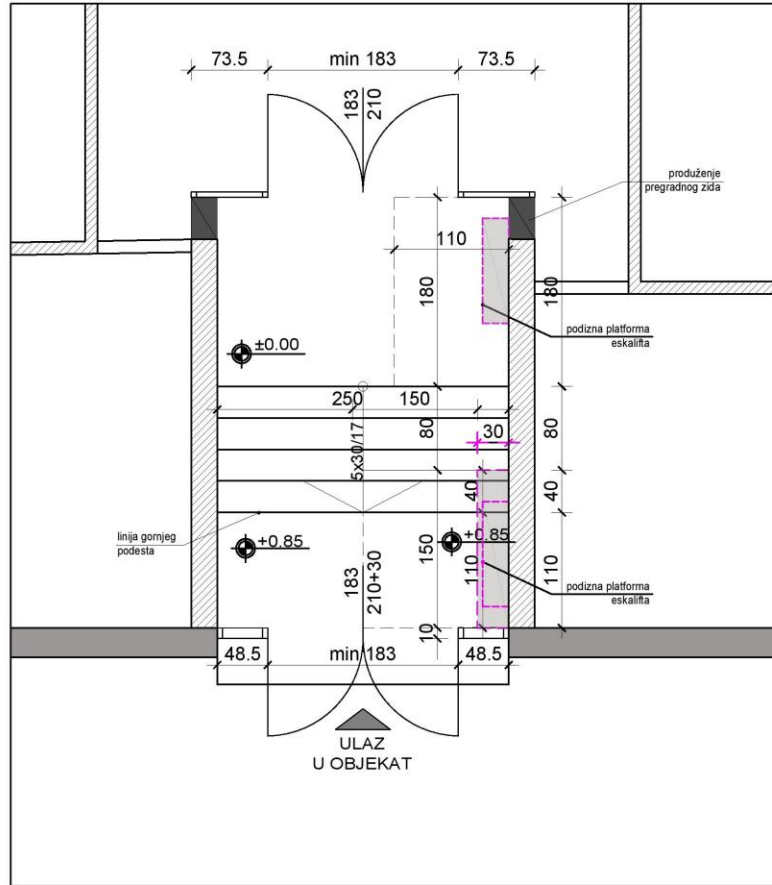 73.5
min 183
73.5
183
210
produženje
pregradnog zida
110
180
180
podizna platforma
eskalifta
±0.00
250
150
5x30/17
80
30
80
40
40
linija gornjeg
podesta
+0.85
+0.85
150
110
110
183
210+30
podizna platforma
eskalifta
10
48.5
min 183
48.5
ULAZ
U OBJEKAT